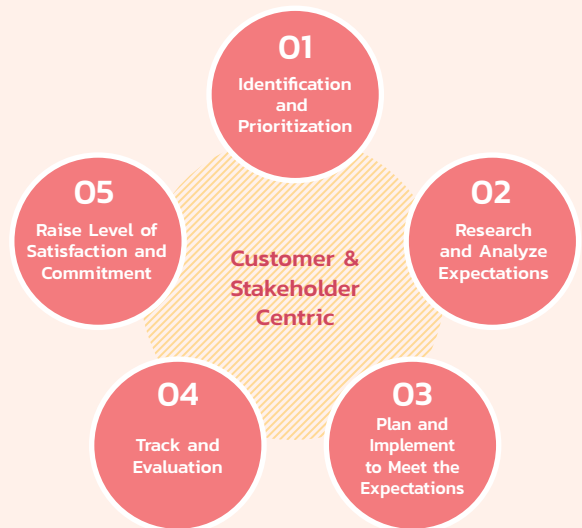 01
Identification
and
Prioritization
02
Research
and Analyze
Expectations
03
Plan and
Implement
to Meet the
Expectations
04
Track and
Evaluation
05
Raise Level of
Satisfaction and
Commitment
Customer &
Stakeholder
Centric